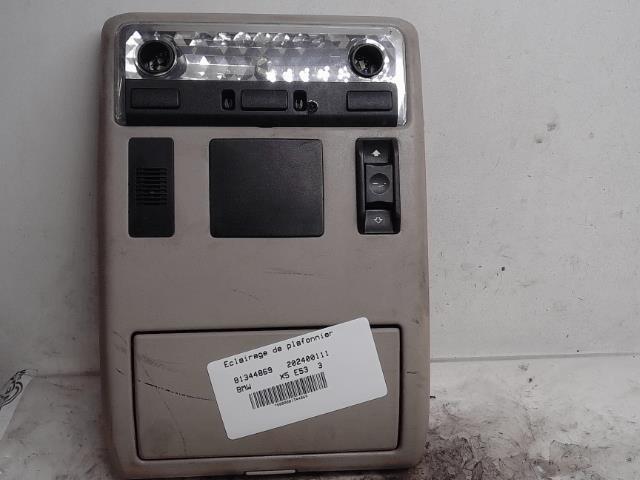 Eclairage de plafonnier
81344869 202400111
BMW X5 E53 3